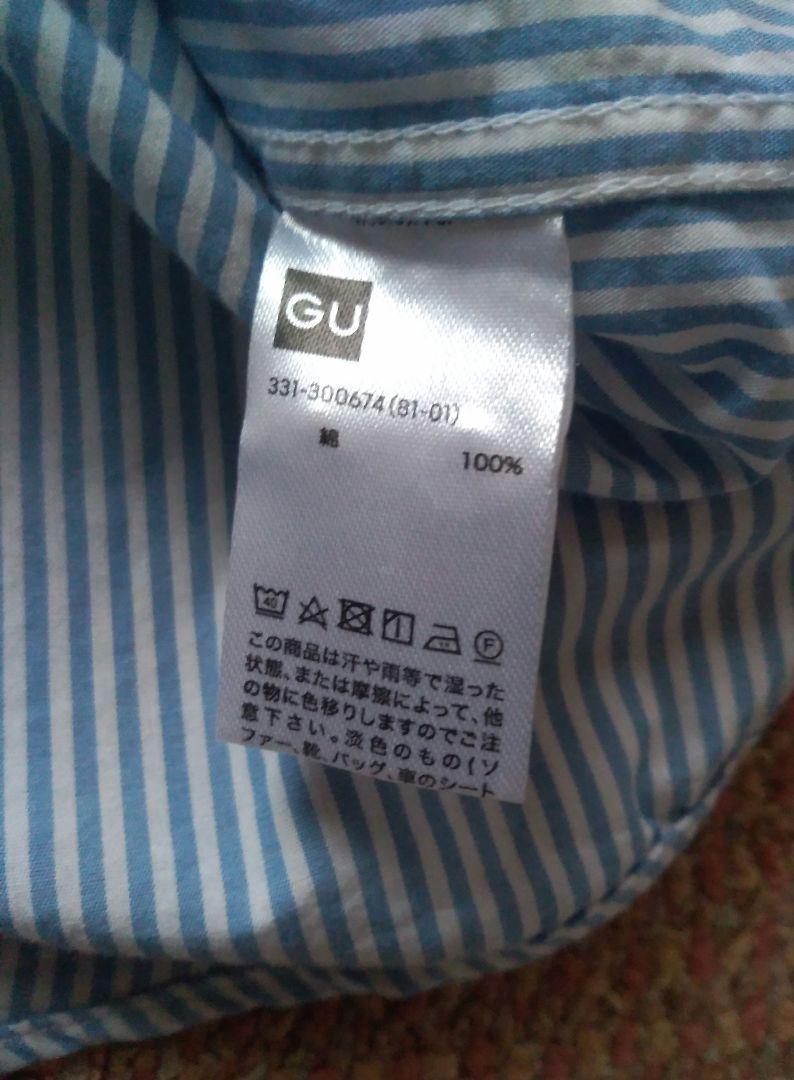 GU
331-300674(81-01)
綿 100%
40
F
この商品は汗や雨等で湿った
状態、または摩擦によって、他
の物に色移りしますのでご注
意下さい。淡色のもの(ソ
ファー、靴、バッグ、車のシート